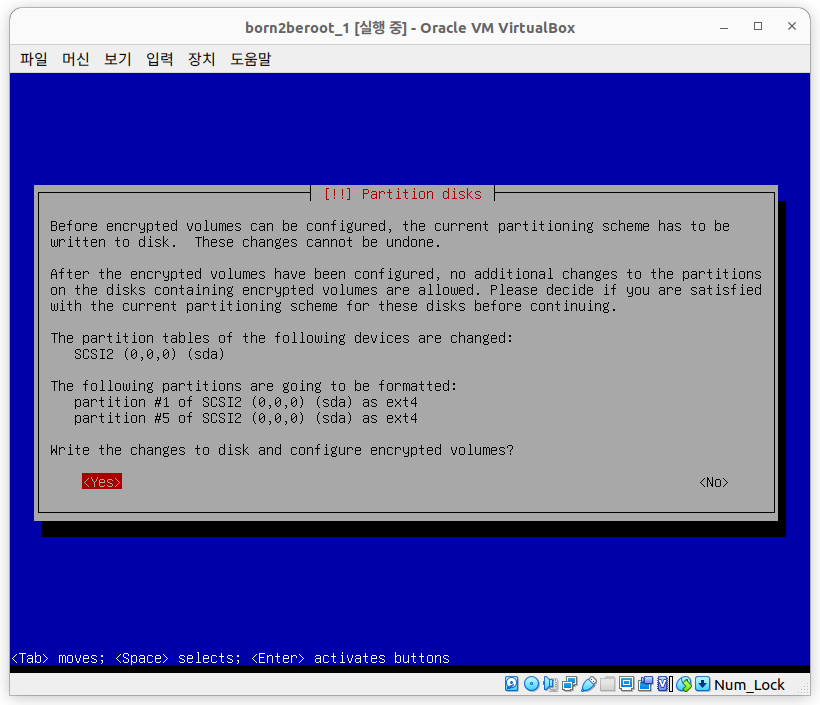 born2beroot_1 [실행 중] - Oracle VM VirtualBox
파일 머신 보기 입력 장치 도움말
[!!] Partition disks
Before encrypted volumes can be configured, the current partitioning scheme has to be
written to disk.  These changes cannot be undone.
After the encrypted volumes have been configured, no additional changes to the partitions
on the disks containing encrypted volumes are allowed. Please decide if you are satisfied
with the current partitioning scheme for these disks before continuing.
The partition tables of the following devices are changed:
SCSI2 (0,0,0) (sda)
The following partitions are going to be formatted:
partition #1 of SCSI2 (0,0,0) (sda) as ext4
partition #5 of SCSI2 (0,0,0) (sda) as ext4
Write the changes to disk and configure encrypted volumes?
<Yes> <No>
<Tab> moves; <Space> selects; <Enter> activates buttons
Num_Lock